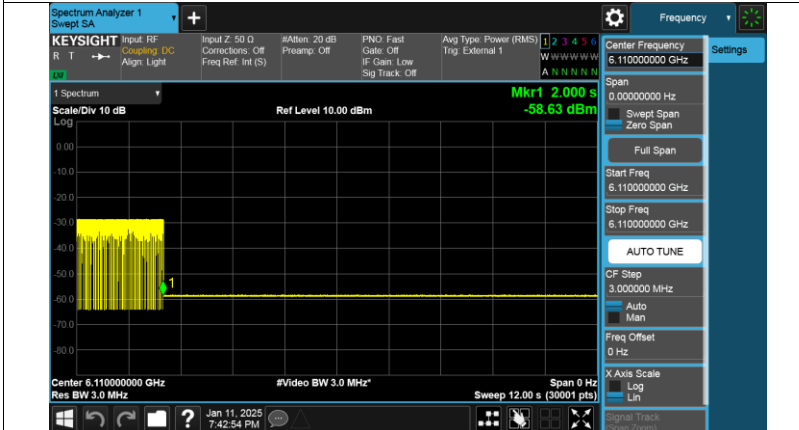 Spectrum Analyzer 1
Swept SA
+
Frequency
KEYSIGHT
R T
LXI
Input: RF
Coupling: DC
Align: Light
Input Z: 50 Ω
Corrections: Off
Freq Ref: Int (S)
#Atten: 20 dB
Preamp: Off
PNO: Fast
Gate: Off
IF Gain: Low
Sig Track: Off
Avg Type: Power (RMS)
Trig: External 1
1 2 3 4 5 6
W W W W W W
A N N N N N
1 Spectrum
Scale/Div 10 dB
Ref Level 10.00 dBm
Mkr1 2.000 s
-58.63 dBm
Log
0.00
-10.0
-20.0
-30.0
-40.0
-50.0
-60.0
-70.0
-80.0
1
Center 6.110000000 GHz
Res BW 3.0 MHz
#Video BW 3.0 MHz*
Span 0 Hz
Sweep 12.00 s (30001 pts)
Jan 11, 2025
7:42:54 PM
?
Center Frequency
6.110000000 GHz
Span
0.00000000 Hz
Swept Span
Zero Span
Full Span
Start Freq
6.110000000 GHz
Stop Freq
6.110000000 GHz
AUTO TUNE
CF Step
3.000000 MHz
Auto
Man
Freq Offset
0 Hz
X Axis Scale
Log
Lin
Signal Track
(Span Zoom)
Settings